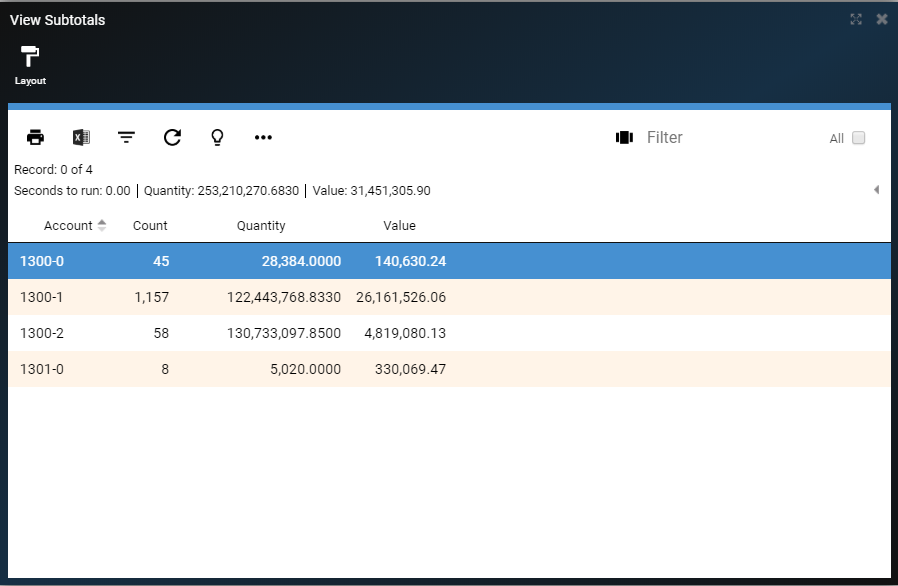 View Subtotals
Layout
Filter
All
Record: 0 of 4
Seconds to run: 0.00 | Quantity: 253,210,270.6830 | Value: 31,451,305.90
Account Count Quantity Value
1300-0 45 28,384.0000 140,630.24
1300-1 1,157 122,443,768.8330 26,161,526.06
1300-2 58 130,733,097.8500 4,819,080.13
1301-0 8 5,020.0000 330,069.47